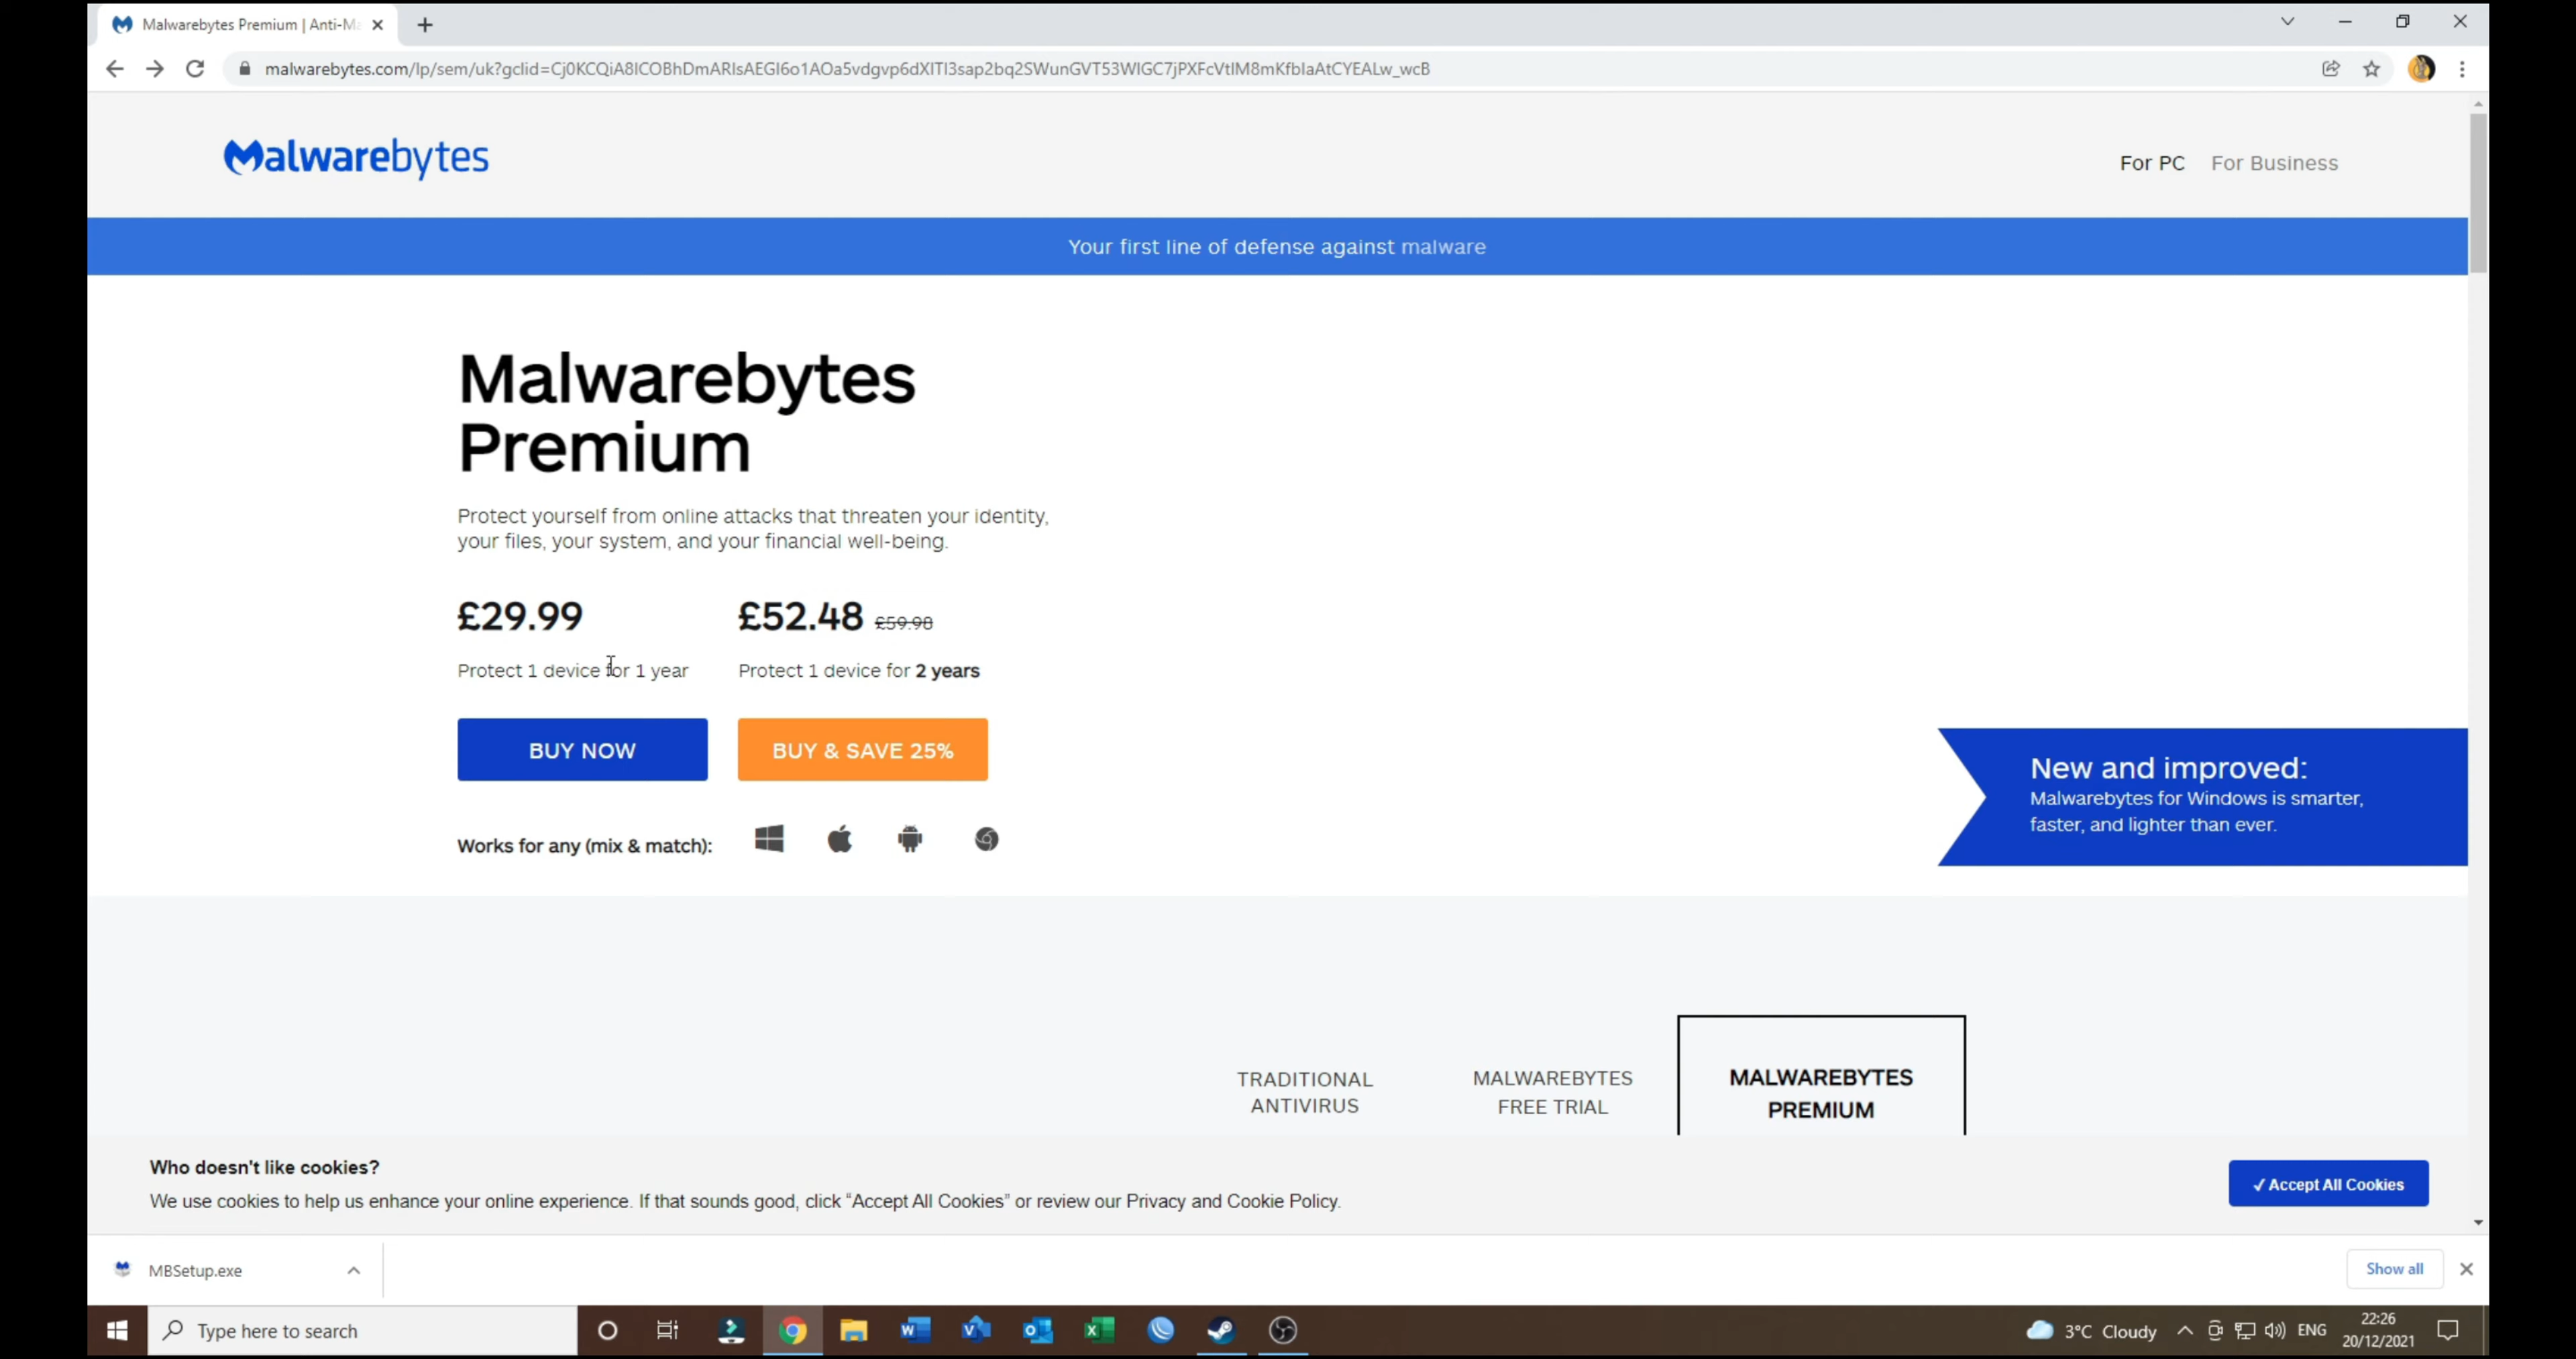 Malwarebytes Premium | Anti-Ma
malwarebytes.com/lp/sem/uk?gclid=Cj0KCQiA8ICOBhDmARIsAEGI6o1AOa5vdgvp6dXITI3sap2bq2SWunGVT53WIGC7jPXFcVtIM8mKfbIaAtCYEALw_wcB
Malwarebytes
For PC For Business
Your first line of defense against malware
Malwarebytes
Premium
Protect yourself from online attacks that threaten your identity,
your files, your system, and your financial well-being.
£29.99 £52.48 £59.98
Protect 1 device for 1 year Protect 1 device for 2 years
BUY NOW BUY & SAVE 25%
New and improved:
Malwarebytes for Windows is smarter,
faster, and lighter than ever.
Works for any (mix & match):
TRADITIONAL
ANTIVIRUS
MALWAREBYTES
FREE TRIAL
MALWAREBYTES
PREMIUM
Who doesn't like cookies?
We use cookies to help us enhance your online experience. If that sounds good, click “Accept All Cookies” or review our Privacy and Cookie Policy.
✓ Accept All Cookies
MBSetup.exe
Show all
Type here to search
3°C Cloudy
ENG
22:26
20/12/2021